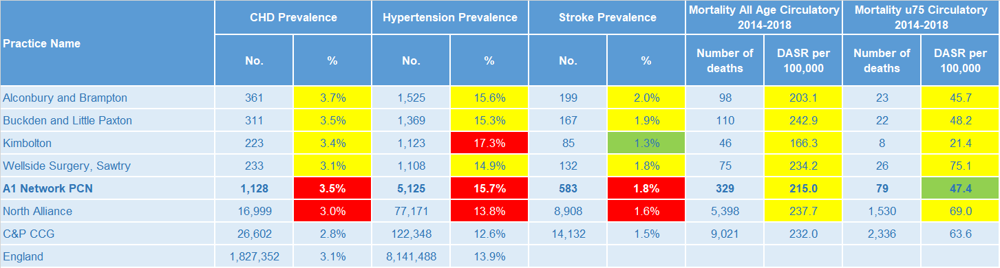 Practice Name CHD Prevalence Hypertension Prevalence Stroke Prevalence Mortality All Age Circulatory 2014-2018 Mortality u75 Circulatory 2014-2018
No. % No. % No. % Number of deaths DASR per 100,000 Number of deaths DASR per 100,000
Alconbury and Brampton 361 3.7% 1,525 15.6% 199 2.0% 98 203.1 23 45.7
Buckden and Little Paxton 311 3.5% 1,369 15.3% 167 1.9% 110 242.9 22 48.2
Kimbolton 223 3.4% 1,123 17.3% 85 1.3% 46 166.3 8 21.4
Wellside Surgery, Sawtry 233 3.1% 1,108 14.9% 132 1.8% 75 234.2 26 75.1
A1 Network PCN 1,128 3.5% 5,125 15.7% 583 1.8% 329 215.0 79 47.4
North Alliance 16,999 3.0% 77,171 13.8% 8,908 1.6% 5,398 237.7 1,530 69.0
C&P CCG 26,602 2.8% 122,348 12.6% 14,132 1.5% 9,021 232.0 2,336 63.6
England 1,827,352 3.1% 8,141,488 13.9%